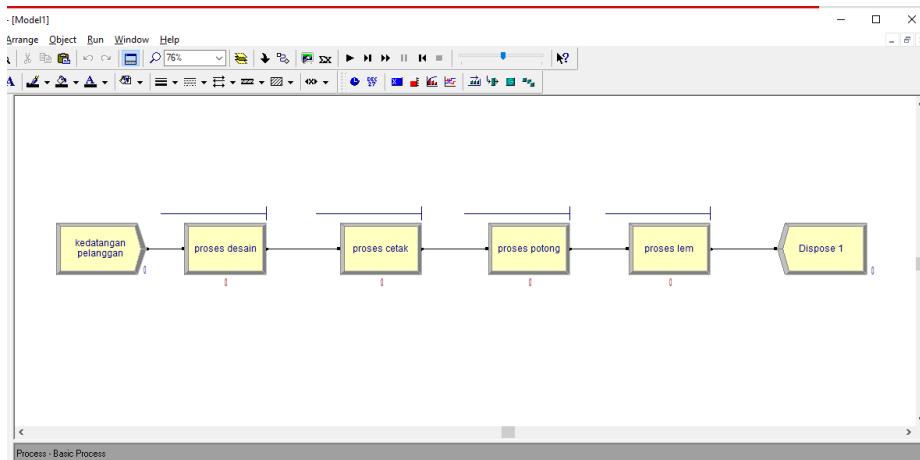 - [Model1]
Arrange Object Run Window Help
76%
A
kedatangan
pelanggan
0
proses desain
0
proses cetak
0
proses potong
0
proses lem
0
Dispose 1
0
Process - Basic Process